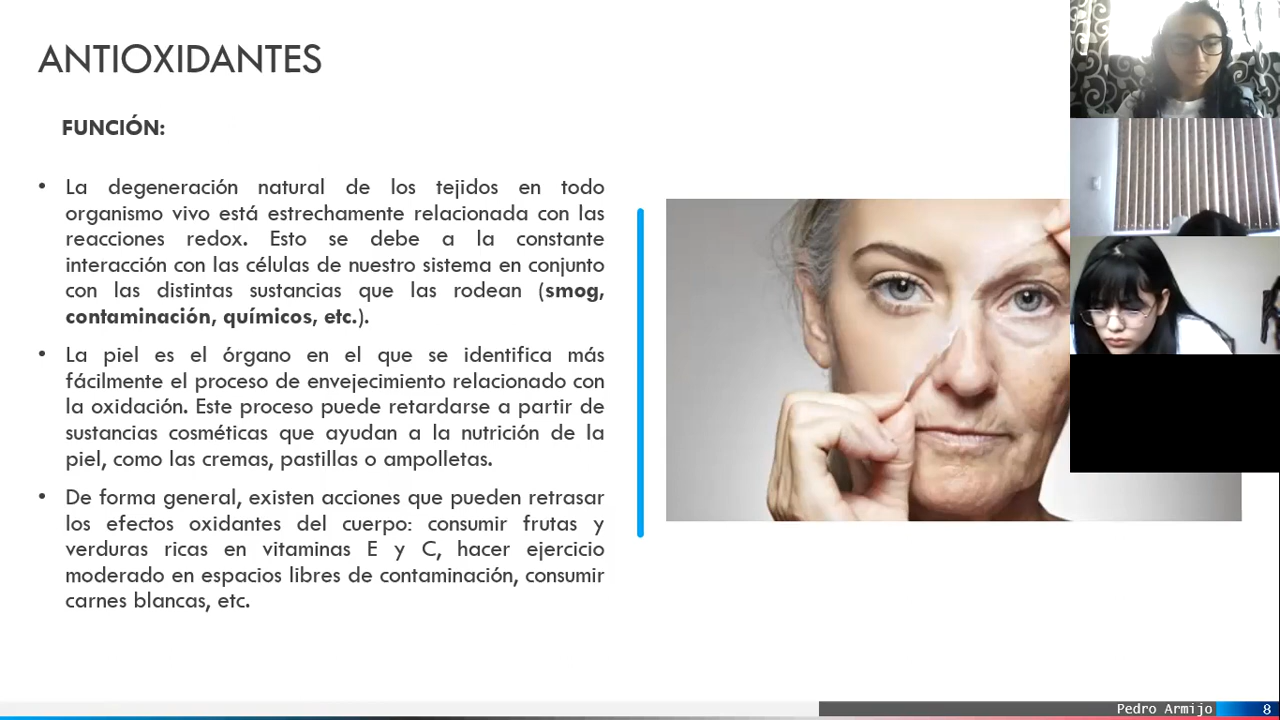 ANTIOXIDANTES
FUNCIÓN:
• La degeneración natural de los tejidos en todo
organismo vivo está estrechamente relacionada con las
reacciones redox. Esto se debe a la constante
interacción con las células de nuestro sistema en conjunto
con las distintas sustancias que las rodean (smog,
contaminación, químicos, etc.).
• La piel es el órgano en el que se identifica más
fácilmente el proceso de envejecimiento relacionado con
la oxidación. Este proceso puede retardarse a partir de
sustancias cosméticas que ayudan a la nutrición de la
piel, como las cremas, pastillas o ampolletas.
• De forma general, existen acciones que pueden retrasar
los efectos oxidantes del cuerpo: consumir frutas y
verduras ricas en vitaminas E y C, hacer ejercicio
moderado en espacios libres de contaminación, consumir
carnes blancas, etc.
Pedro Armijo 8